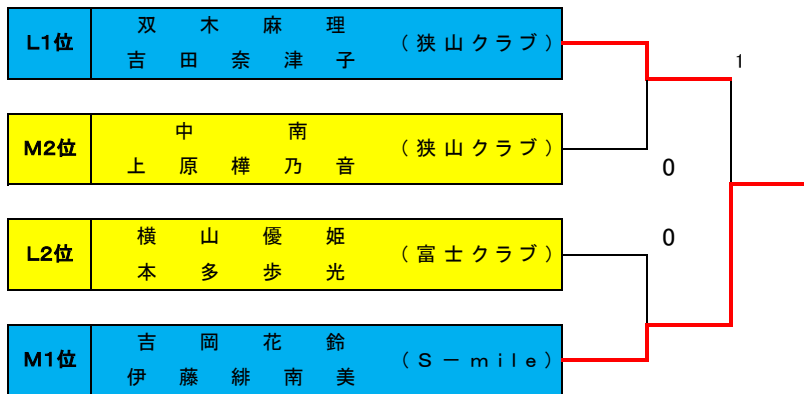 L1位 双木麻理 (狭山クラブ)
吉田奈津子
1
M2位 中南 (狭山クラブ)
上原樺乃音
0
L2位 横山優姫 (富士クラブ)
本多歩光
0
M1位 吉岡花鈴 (S-mile)
伊藤緋南美